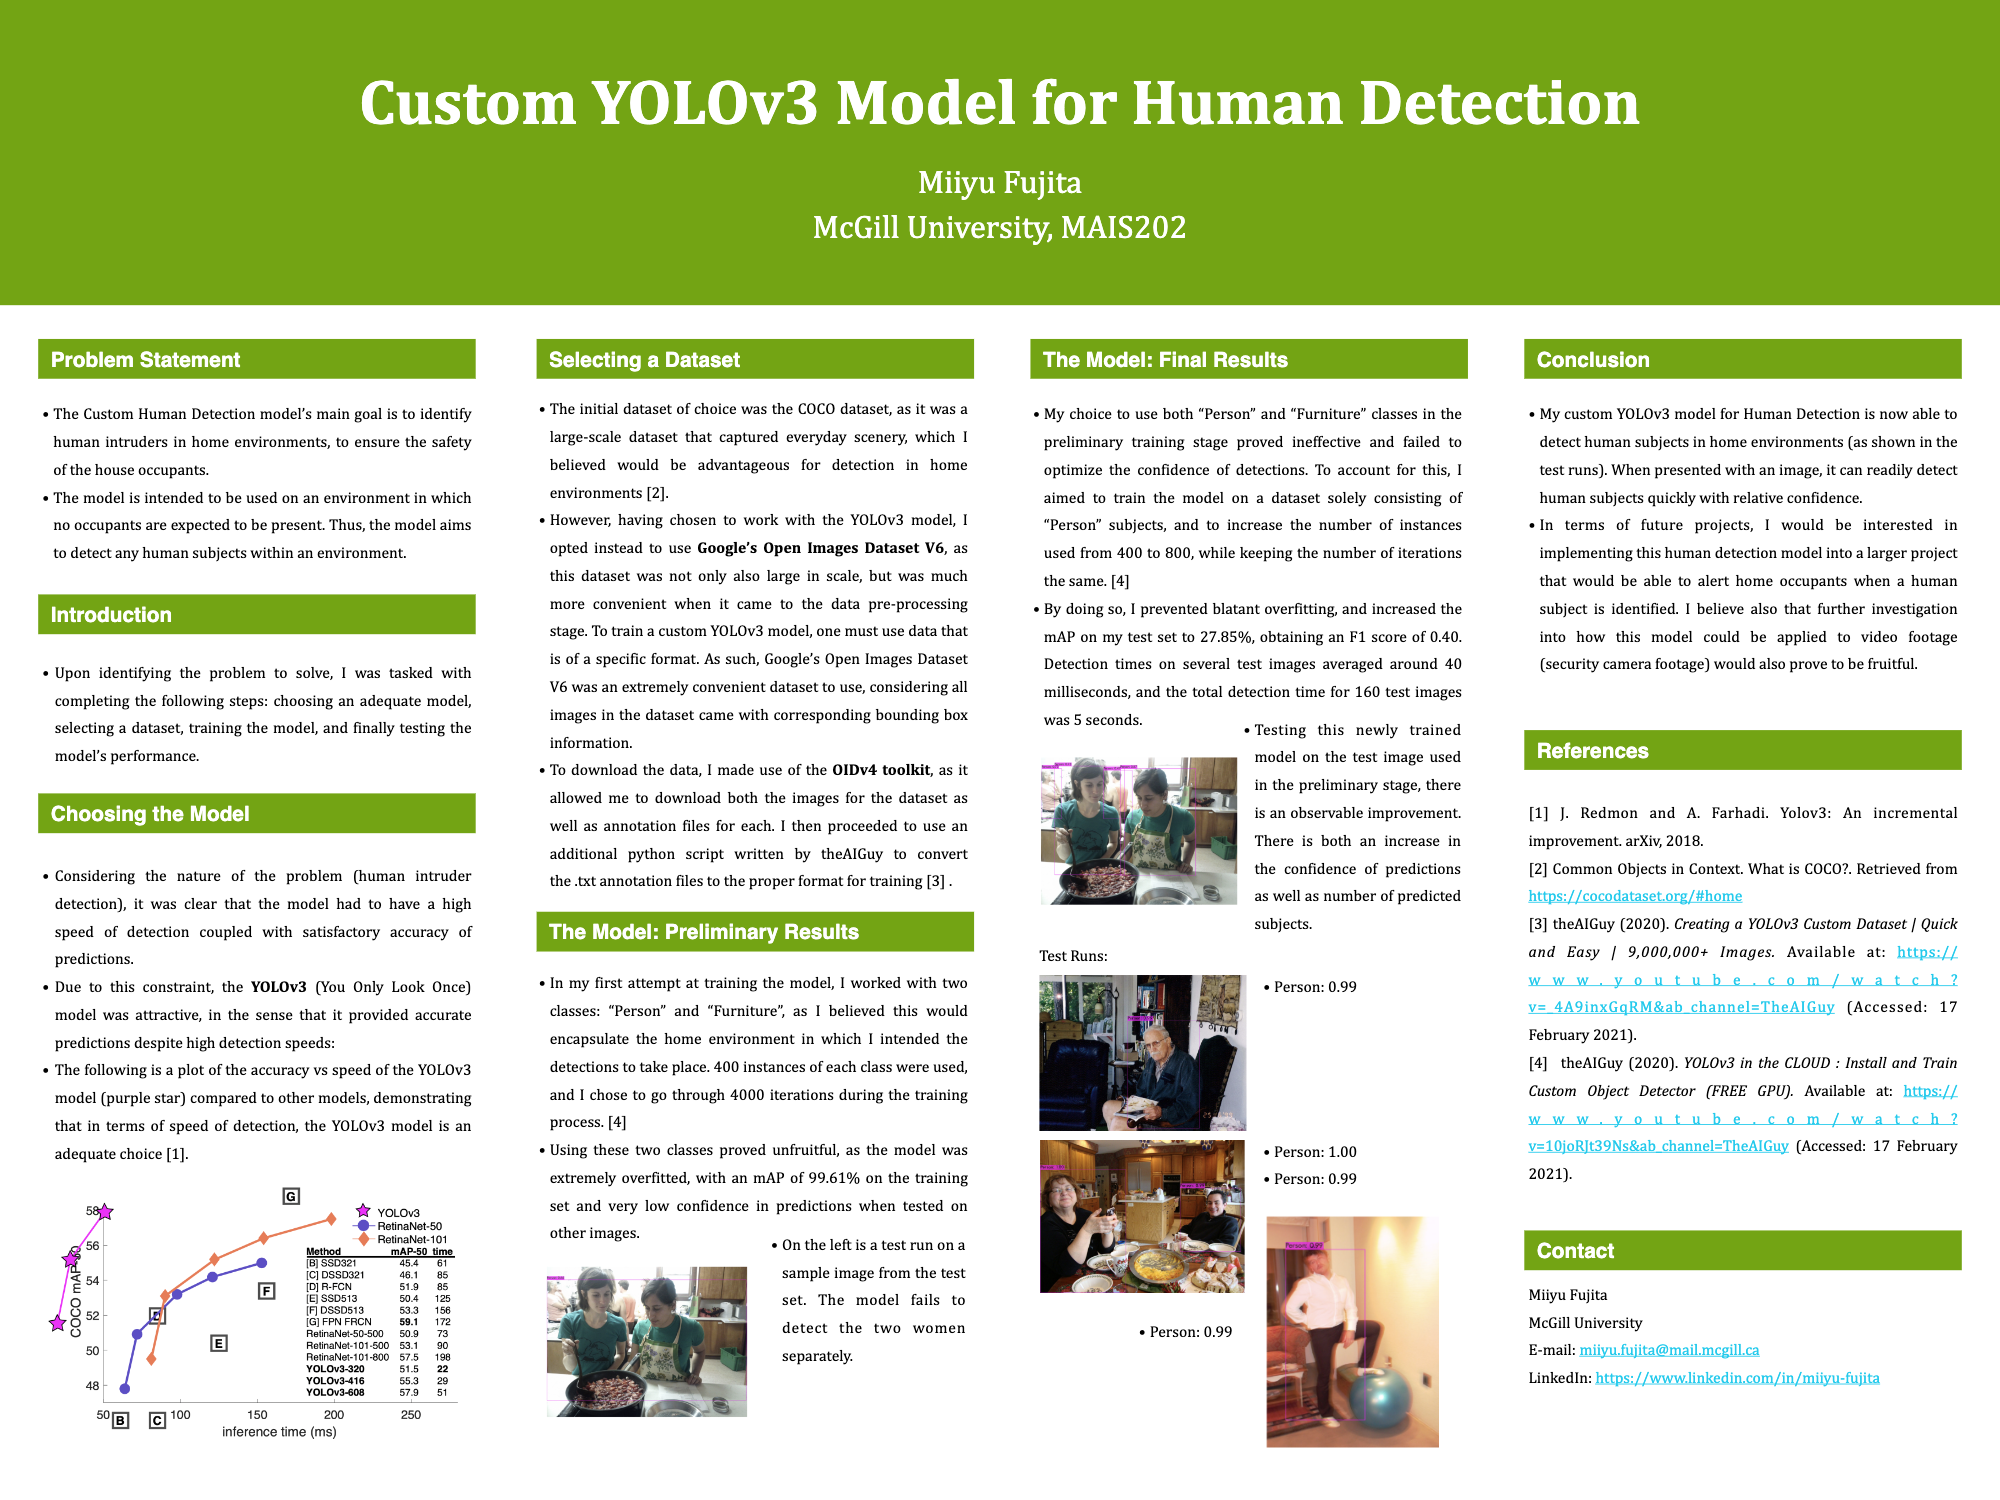 Custom YOLOv3 Model for Human Detection
Miiyu Fujita
McGill University, MAIS202
Problem Statement
• The Custom Human Detection model’s main goal is to identify
human intruders in home environments, to ensure the safety
of the house occupants.
• The model is intended to be used on an environment in which
no occupants are expected to be present. Thus, the model aims
to detect any human subjects within an environment.
Introduction
• Upon identifying the problem to solve, I was tasked with
completing the following steps: choosing an adequate model,
selecting a dataset, training the model, and finally testing the
model’s performance.
Choosing the Model
• Considering the nature of the problem (human intruder
detection), it was clear that the model had to have a high
speed of detection coupled with satisfactory accuracy of
predictions.
• Due to this constraint, the YOLOv3 (You Only Look Once)
model was attractive, in the sense that it provided accurate
predictions despite high detection speeds:
• The following is a plot of the accuracy vs speed of the YOLOv3
model (purple star) compared to other models, demonstrating
that in terms of speed of detection, the YOLOv3 model is an
adequate choice [1].
COCO mAP-50
58
56
54
52
50
48
50 100 150 200 250
inference time (ms)
B
C
D
E
F
G
YOLOv3
RetinaNet-50
RetinaNet-101
Method mAP-50 time
[B] SSD321 45.4 61
[C] DSSD321 46.1 85
[D] R-FCN 51.9 85
[E] SSD513 50.4 125
[F] DSSD513 53.3 156
[G] FPN FRCN 59.1 172
RetinaNet-50-500 50.9 73
RetinaNet-101-500 53.1 90
RetinaNet-101-800 57.5 198
YOLOv3-320 51.5 22
YOLOv3-416 55.3 29
YOLOv3-608 57.9 51
Selecting a Dataset
• The initial dataset of choice was the COCO dataset, as it was a
large-scale dataset that captured everyday scenery, which I
believed would be advantageous for detection in home
environments [2].
• However, having chosen to work with the YOLOv3 model, I
opted instead to use Google’s Open Images Dataset V6, as
this dataset was not only also large in scale, but was much
more convenient when it came to the data pre-processing
stage. To train a custom YOLOv3 model, one must use data that
is of a specific format. As such, Google’s Open Images Dataset
V6 was an extremely convenient dataset to use, considering all
images in the dataset came with corresponding bounding box
information.
• To download the data, I made use of the OIDv4 toolkit, as it
allowed me to download both the images for the dataset as
well as annotation files for each. I then proceeded to use an
additional python script written by theAIGuy to convert
the .txt annotation files to the proper format for training [3] .
The Model: Preliminary Results
• In my first attempt at training the model, I worked with two
classes: “Person” and “Furniture”, as I believed this would
encapsulate the home environment in which I intended the
detections to take place. 400 instances of each class were used,
and I chose to go through 4000 iterations during the training
process. [4]
• Using these two classes proved unfruitful, as the model was
extremely overfitted, with an mAP of 99.61% on the training
set and very low confidence in predictions when tested on
other images.
• On the left is a test run on a
sample image from the test
set. The model fails to
detect the two women
separately.
The Model: Final Results
• My choice to use both “Person” and “Furniture” classes in the
preliminary training stage proved ineffective and failed to
optimize the confidence of detections. To account for this, I
aimed to train the model on a dataset solely consisting of
“Person” subjects, and to increase the number of instances
used from 400 to 800, while keeping the number of iterations
the same. [4]
• By doing so, I prevented blatant overfitting, and increased the
mAP on my test set to 27.85%, obtaining an F1 score of 0.40.
Detection times on several test images averaged around 40
milliseconds, and the total detection time for 160 test images
was 5 seconds.
• Testing this newly trained
model on the test image used
in the preliminary stage, there
is an observable improvement.
There is both an increase in
the confidence of predictions
as well as number of predicted
subjects.
Test Runs:
• Person: 0.99
• Person: 1.00
• Person: 0.99
• Person: 0.99
Person: 0.99
Conclusion
• My custom YOLOv3 model for Human Detection is now able to
detect human subjects in home environments (as shown in the
test runs). When presented with an image, it can readily detect
human subjects quickly with relative confidence.
• In terms of future projects, I would be interested in
implementing this human detection model into a larger project
that would be able to alert home occupants when a human
subject is identified. I believe also that further investigation
into how this model could be applied to video footage
(security camera footage) would also prove to be fruitful.
References
[1] J. Redmon and A. Farhadi. Yolov3: An incremental
improvement. arXiv, 2018.
[2] Common Objects in Context. What is COCO?. Retrieved from
https://cocodataset.org/#home
[3] theAIGuy (2020). Creating a YOLOv3 Custom Dataset | Quick
and Easy | 9,000,000+ Images. Available at: https://
www.youtube.com/watch?
v=_4A9inxGqRM&ab_channel=TheAIGuy (Accessed: 17
February 2021).
[4] theAIGuy (2020). YOLOv3 in the CLOUD : Install and Train
Custom Object Detector (FREE GPU). Available at: https://
www.youtube.com/watch?
v=10joRJt39Ns&ab_channel=TheAIGuy (Accessed: 17 February
2021).
Contact
Miiyu Fujita
McGill University
E-mail: miiyu.fujita@mail.mcgill.ca
LinkedIn: https://www.linkedin.com/in/miiyu-fujita